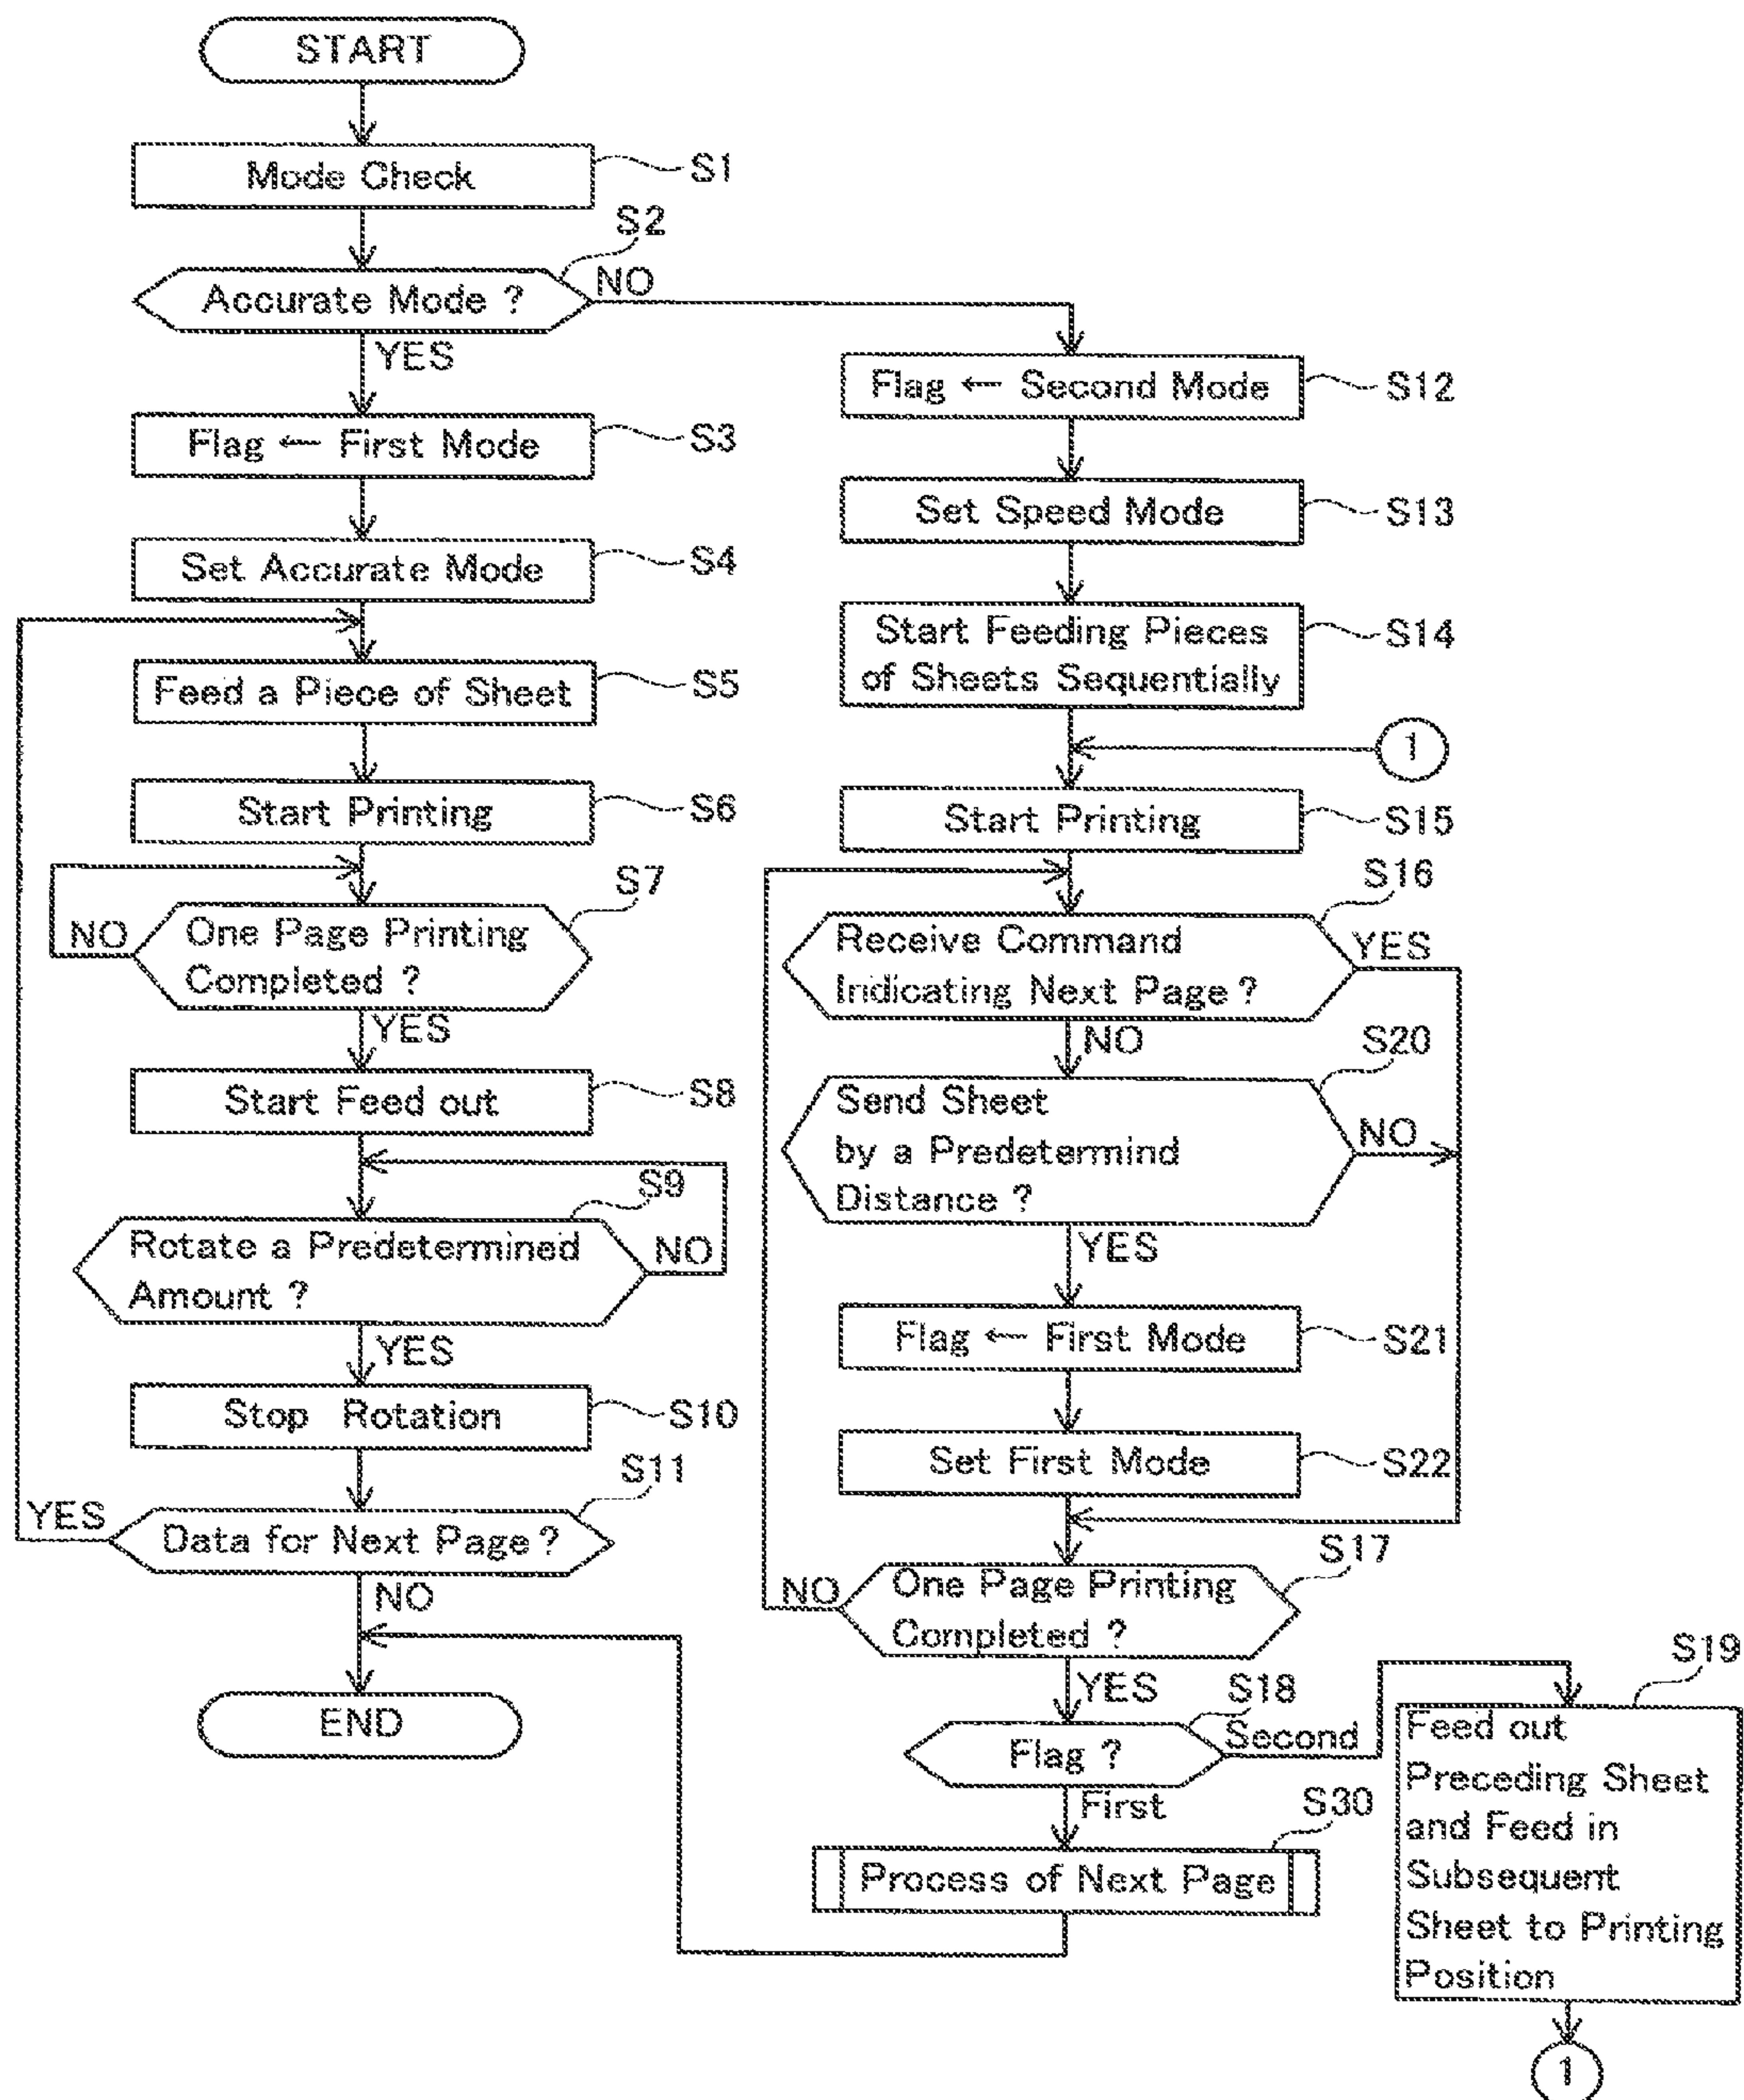 START
Mode Check
S1
S2
Accurate Mode ?
NO
YES
Flag ← First Mode
S3
Set Accurate Mode
S4
Feed a Piece of Sheet
S5
Start Printing
S6
S7
One Page Printing
Completed ?
NO
YES
Start Feed out
S8
S9
Rotate a Predetermined
Amount ?
NO
YES
Stop Rotation
S10
S11
Data for Next Page ?
YES
NO
END
Flag ← Second Mode
S12
Set Speed Mode
S13
Start Feeding Pieces
of Sheets Sequentially
S14
1
Start Printing
S15
S16
Receive Command
Indicating Next Page ?
YES
NO
S20
Send Sheet
by a Predetermind
Distance ?
NO
YES
Flag ← First Mode
S21
Set First Mode
S22
S17
One Page Printing
Completed ?
NO
YES
S18
Flag ?
Second
First
S30
Process of Next Page
S19
Feed out
Preceding Sheet
and Feed in
Subsequent
Sheet to Printing
Position
1